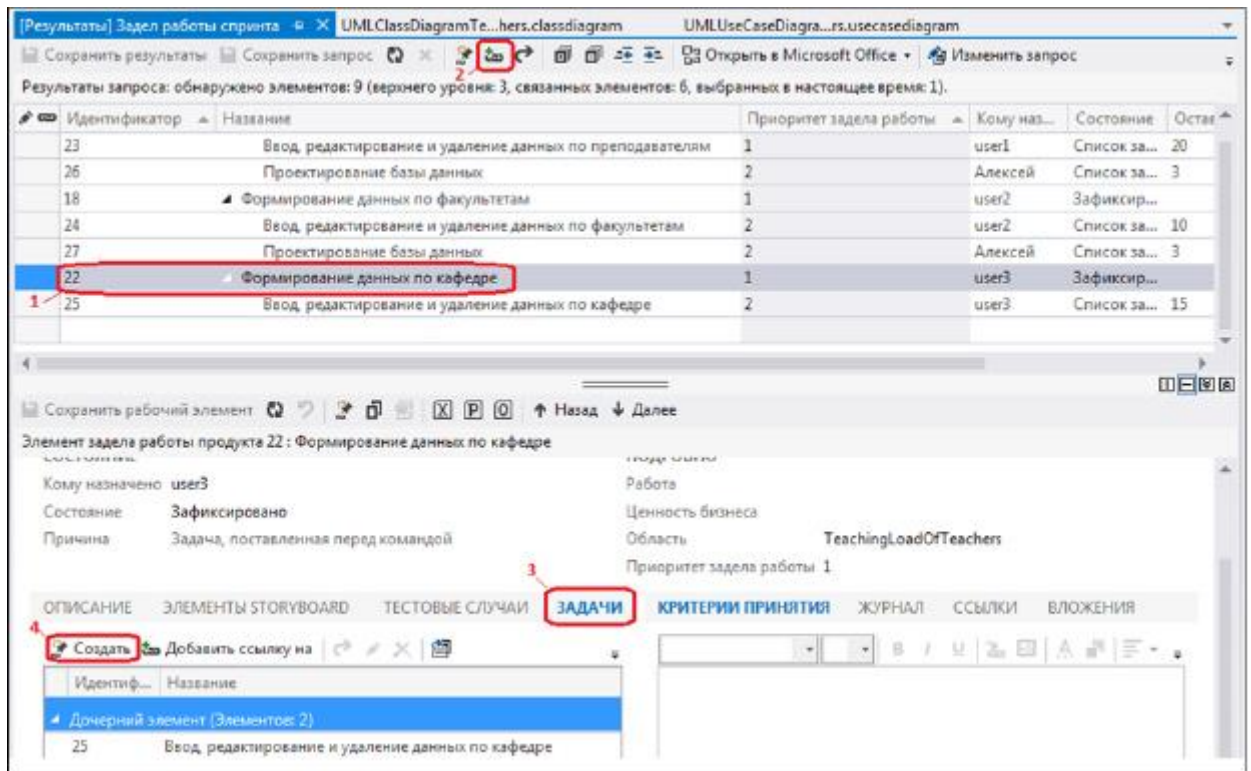 [Результаты] Задел работы спринта UMLClassDiagramTe...hers.classdiagram UMLUseCaseDiagra...rs.usecasediagram
Сохранить результаты Сохранить запрос Открыть в Microsoft Office Изменить запрос
2
Результаты запроса: обнаружено элементов: 9 (верхнего уровня: 3, связанных элементов: 6, выбранных в настоящее время: 1).
Идентификатор Название Приоритет задела работы Кому наз... Состояние Остав
23 Ввод, редактирование и удаление данных по преподавателям 1 user1 Список за... 20
26 Проектирование базы данных 2 Алексей Список за... 3
18 Формирование данных по факультетам 1 user2 Зафиксир...
24 Ввод, редактирование и удаление данных по факультетам 2 user2 Список за... 10
27 Проектирование базы данных 2 Алексей Список за... 3
22 Формирование данных по кафедре 1 user3 Зафиксир...
1
25 Ввод, редактирование и удаление данных по кафедре 2 user3 Список за... 15
Сохранить рабочий элемент X P O Назад Далее
Элемент задела работы продукта 22 : Формирование данных по кафедре
Кому назначено user3 Работа
Состояние Зафиксировано Ценность бизнеса
Причина Задача, поставленная перед командой Область TeachingLoadOfTeachers
Приоритет задела работы 1
3
ОПИСАНИЕ ЭЛЕМЕНТЫ STORYBOARD ТЕСТОВЫЕ СЛУЧАИ ЗАДАЧИ КРИТЕРИИ ПРИНЯТИЯ ЖУРНАЛ ССЫЛКИ ВЛОЖЕНИЯ
4
Создать Добавить ссылку на B I U A
Идентиф... Название
Дочерний элемент (Элементов: 2)
25 Ввод, редактирование и удаление данных по кафедре